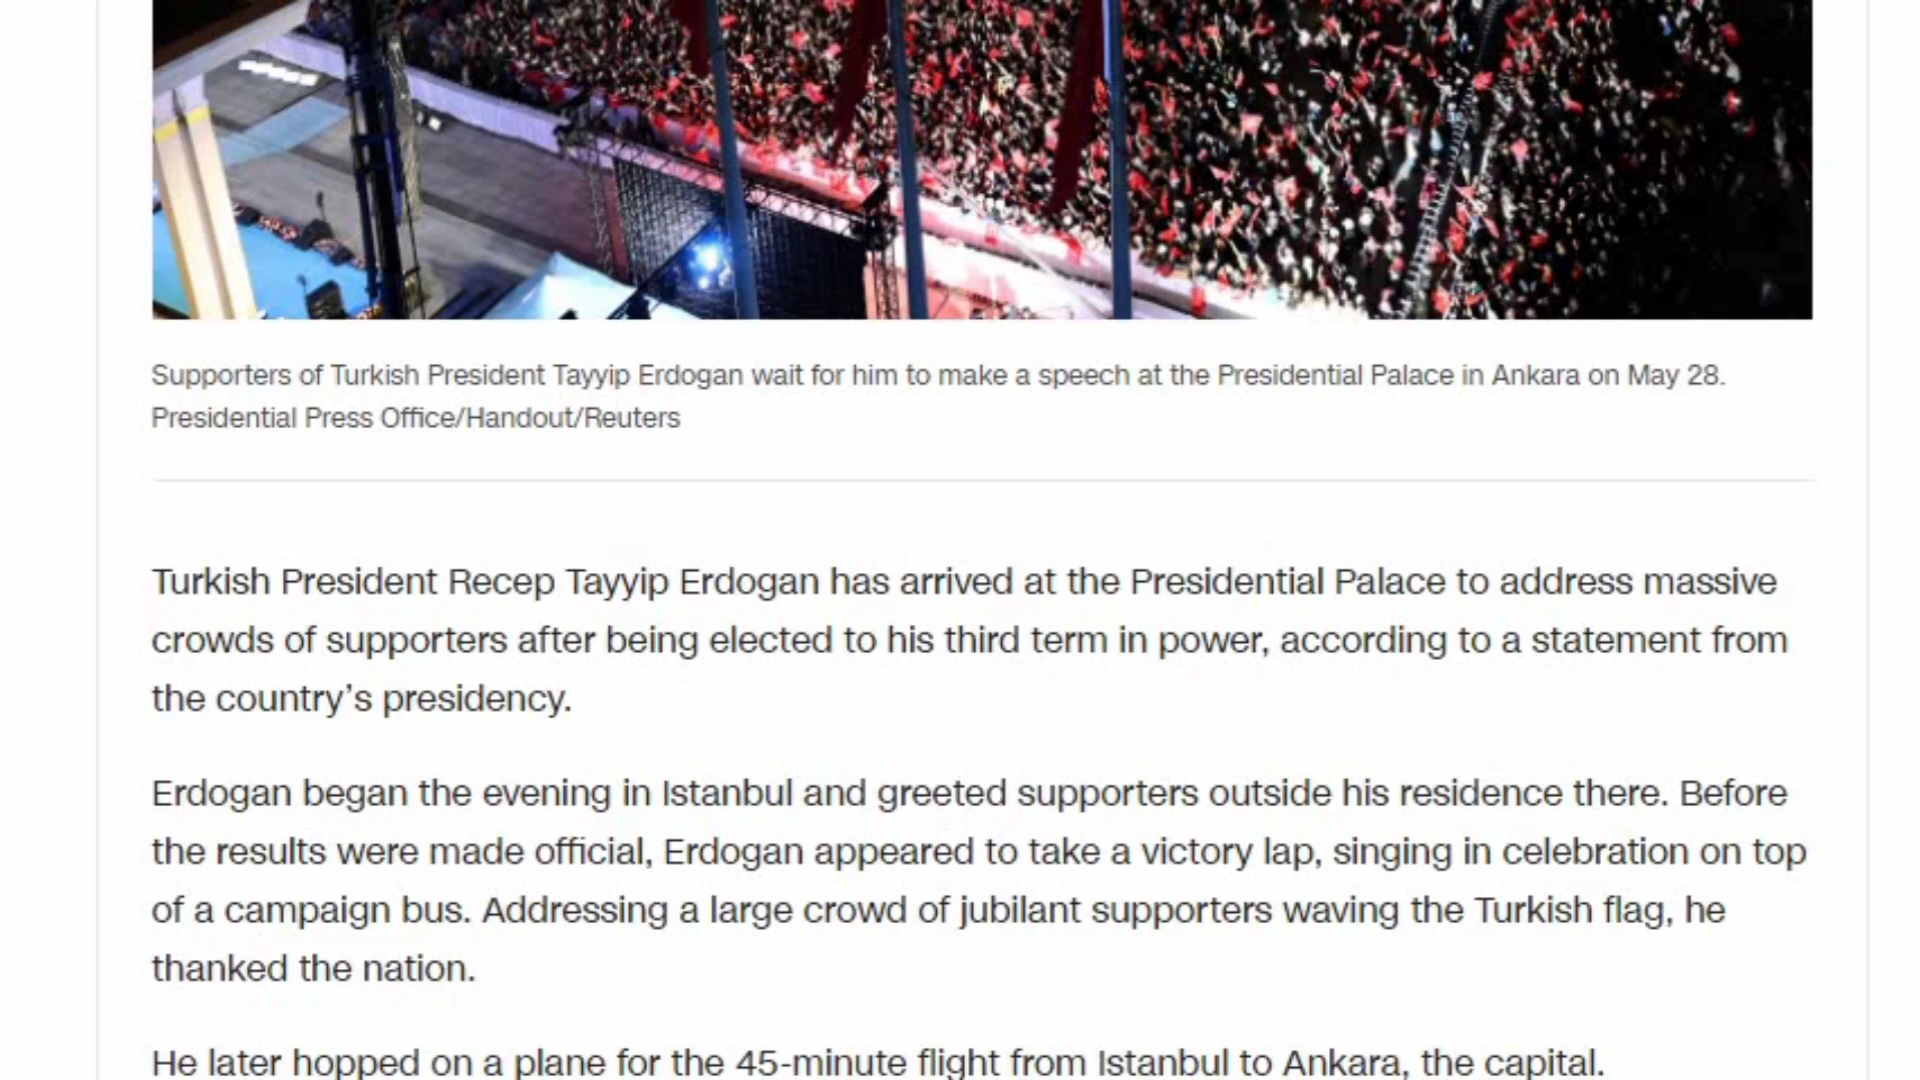 Supporters of Turkish President Tayyip Erdogan wait for him to make a speech at the Presidential Palace in Ankara on May 28.
Presidential Press Office/Handout/Reuters
Turkish President Recep Tayyip Erdogan has arrived at the Presidential Palace to address massive
crowds of supporters after being elected to his third term in power, according to a statement from
the country’s presidency.
Erdogan began the evening in Istanbul and greeted supporters outside his residence there. Before
the results were made official, Erdogan appeared to take a victory lap, singing in celebration on top
of a campaign bus. Addressing a large crowd of jubilant supporters waving the Turkish flag, he
thanked the nation.
He later hopped on a plane for the 45-minute flight from Istanbul to Ankara, the capital.